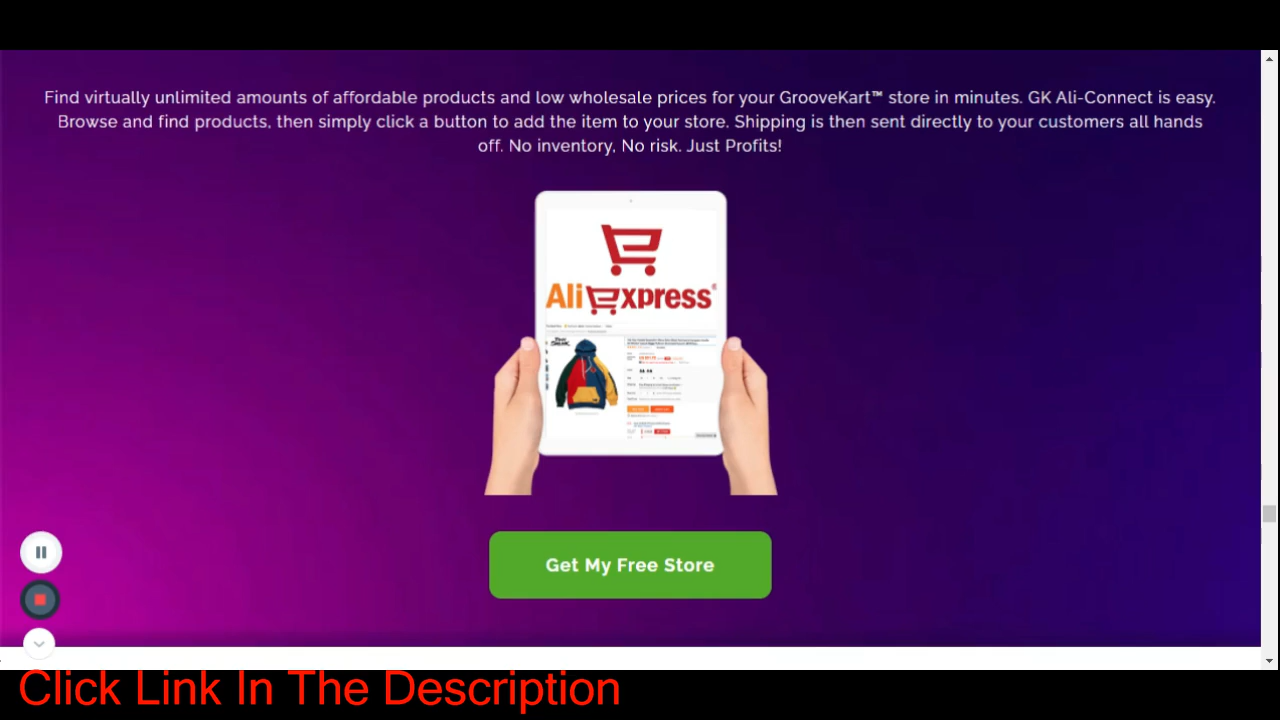 Find virtually unlimited amounts of affordable products and low wholesale prices for your GrooveKart™ store in minutes. GK Ali-Connect is easy.
Browse and find products, then simply click a button to add the item to your store. Shipping is then sent directly to your customers all hands
off. No inventory, No risk. Just Profits!
AliExpress
Get My Free Store
Click Link In The Description